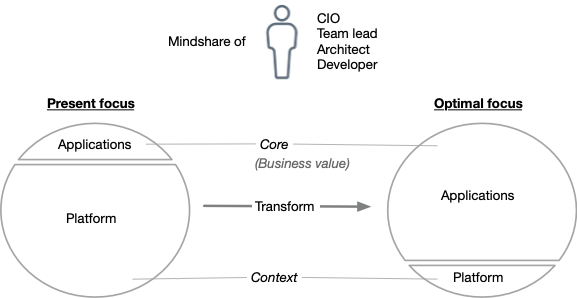 Mindshare of
CIO
Team lead
Architect
Developer
Present focus
Optimal focus
Applications
Core
(Business value)
Applications
Platform
Transform
Context
Platform